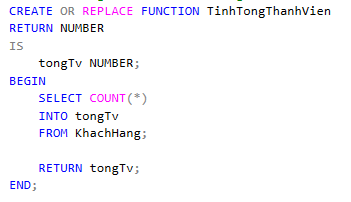 CREATE OR REPLACE FUNCTION TinhTongThanhVien
RETURN NUMBER
IS
    tongTv NUMBER;
BEGIN
    SELECT COUNT(*)
    INTO tongTv
    FROM KhachHang;

    RETURN tongTv;
END;